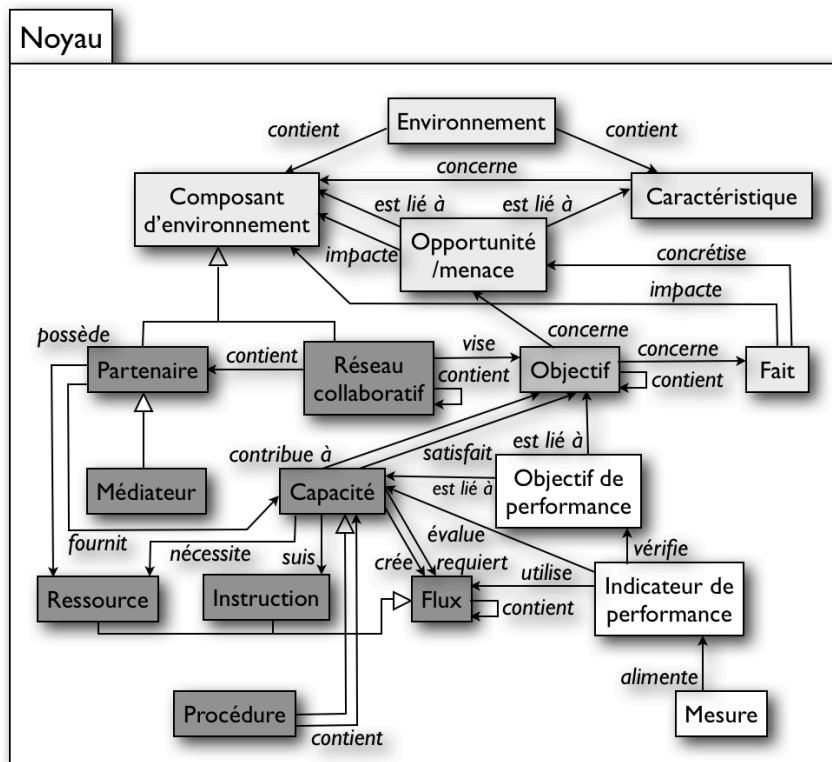 Noyau
Environnement
contient
contient
concerne
Composant
d'environnement
Caractéristique
est lié à
est lié à
Opportunité
/menace
impacte
concrétise
impacte
possède
concerne
Partenaire
contient
Réseau
collaboratif
vise
contient
Objectif
concerne
contient
Fait
contribue à
satisfait
est lié à
Médiateur
Capacité
est lié à
Objectif de
performance
fournit
nécessite
suis
évalue
crée
requiert
vérifie
utilise
Ressource
Instruction
Flux
contient
Indicateur de
performance
alimente
Procédure
contient
Mesure